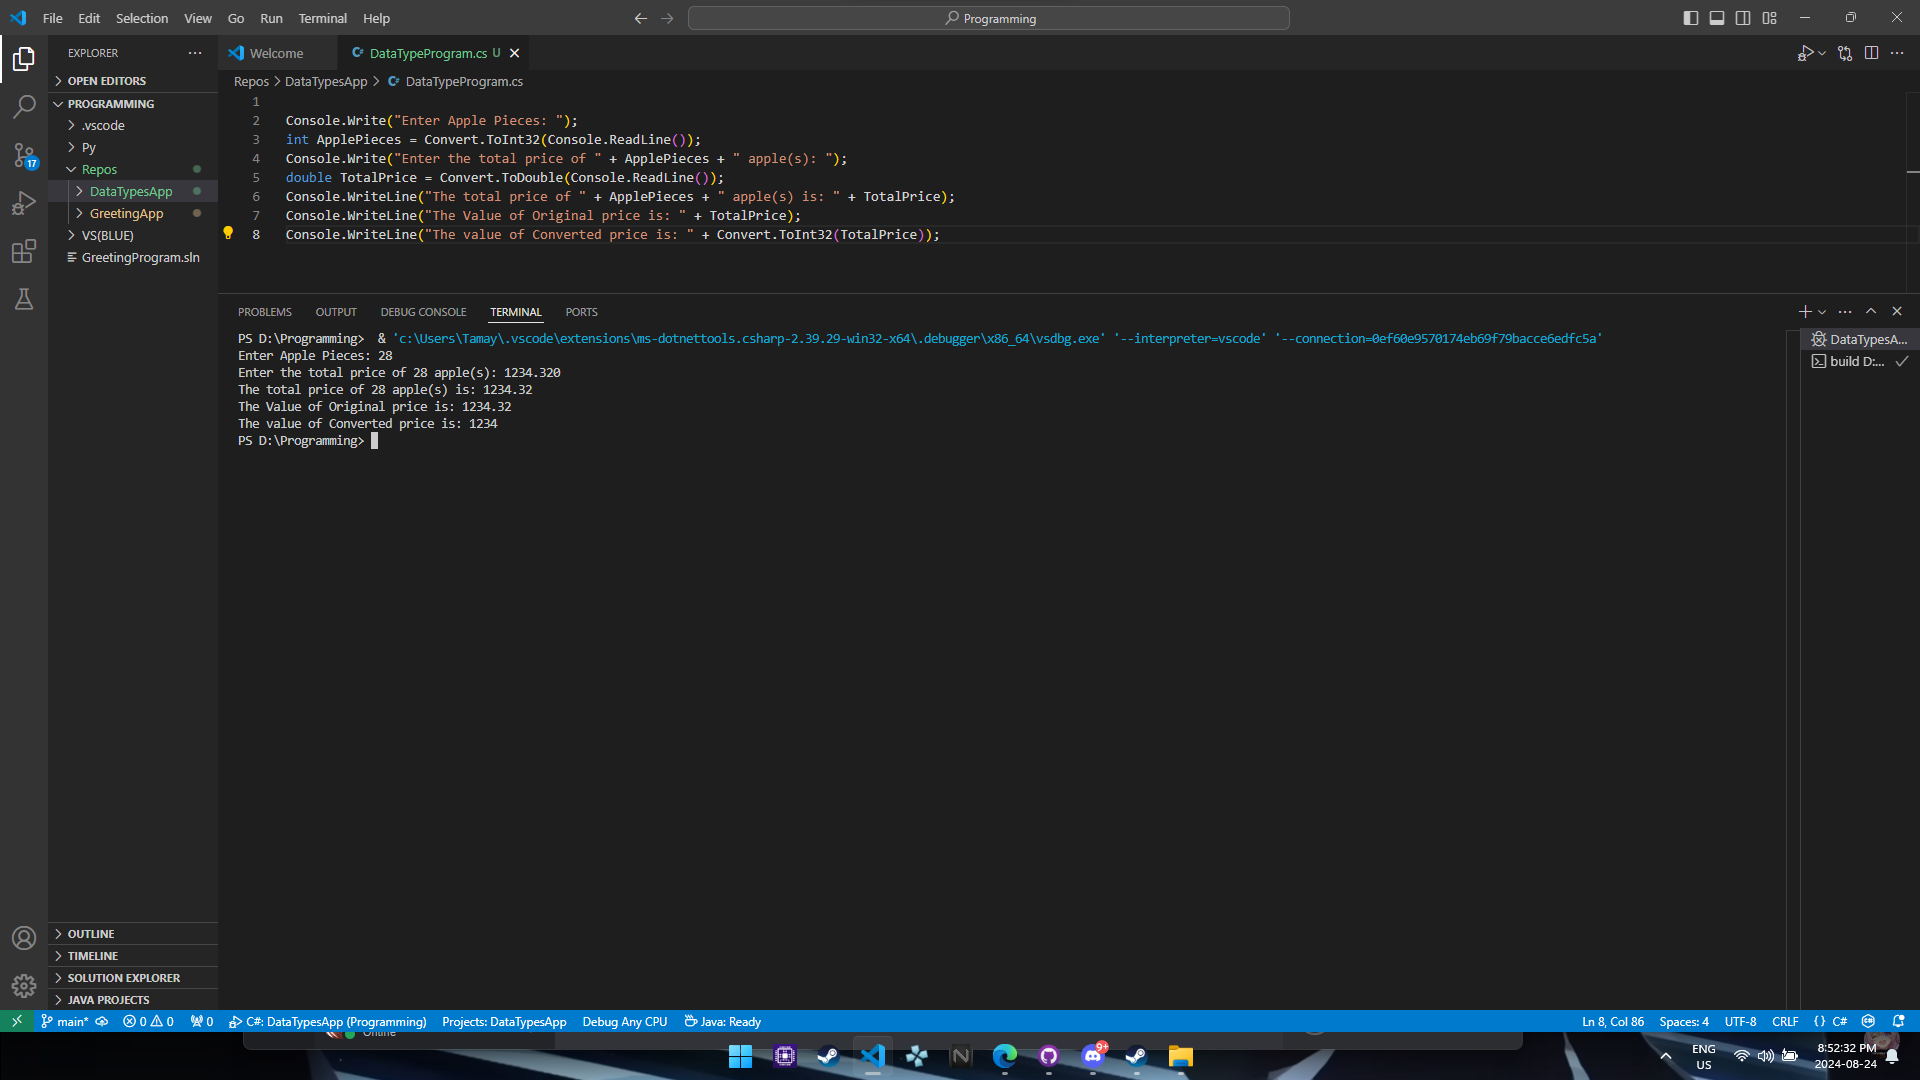 File Edit Selection View Go Run Terminal Help
Programming
EXPLORER
OPEN EDITORS
PROGRAMMING
.vscode
Py
Repos
DataTypesApp
GreetingApp
VS(BLUE)
GreetingProgram.sln
17
OUTLINE
TIMELINE
SOLUTION EXPLORER
JAVA PROJECTS
Welcome DataTypeProgram.cs U
Repos > DataTypesApp > DataTypeProgram.cs
1
2 Console.Write("Enter Apple Pieces: ");
3 int ApplePieces = Convert.ToInt32(Console.ReadLine());
4 Console.Write("Enter the total price of " + ApplePieces + " apple(s): ");
5 double TotalPrice = Convert.ToDouble(Console.ReadLine());
6 Console.WriteLine("The total price of " + ApplePieces + " apple(s) is: " + TotalPrice);
7 Console.WriteLine("The Value of Original price is: " + TotalPrice);
8 Console.WriteLine("The value of Converted price is: " + Convert.ToInt32(TotalPrice));
PROBLEMS OUTPUT DEBUG CONSOLE TERMINAL PORTS
PS D:\Programming>  & 'c:\Users\Tamay\.vscode\extensions\ms-dotnettools.csharp-2.39.29-win32-x64\.debugger\x86_64\vsdbg.exe' '--interpreter=vscode' '--connection=0ef60e9570174eb69f79bacce6edfc5a'
Enter Apple Pieces: 28
Enter the total price of 28 apple(s): 1234.320
The total price of 28 apple(s) is: 1234.32
The Value of Original price is: 1234.32
The value of Converted price is: 1234
PS D:\Programming>
DataTypesA...
build D:...
main* 0 0 0 C#: DataTypesApp (Programming) Projects: DataTypesApp Debug Any CPU Java: Ready
Ln 8, Col 86 Spaces: 4 UTF-8 CRLF { } C#
Online
9+
ENG
US
8:52:32 PM
2024-08-24